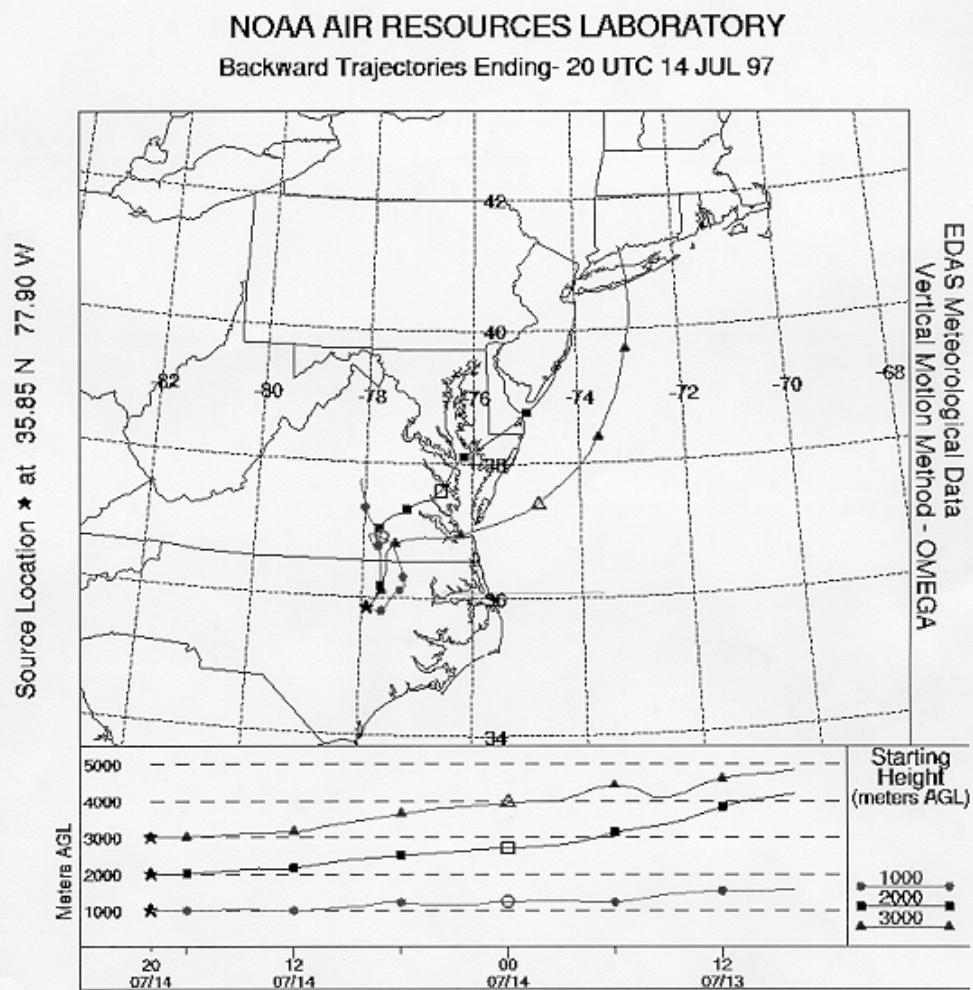 NOAA AIR RESOURCES LABORATORY
Backward Trajectories Ending- 20 UTC 14 JUL 97
Source Location ★ at 35.85 N 77.90 W
42
40
-82
-80
-78
-76
-74
-72
-70
-68
38
36
34
EDAS Meteorological Data
Vertical Motion Method - OMEGA
Meters AGL
5000
4000
3000
2000
1000
Starting
Height
(meters AGL)
1000
2000
3000
20 12 00 12
07/14 07/14 07/14 07/13